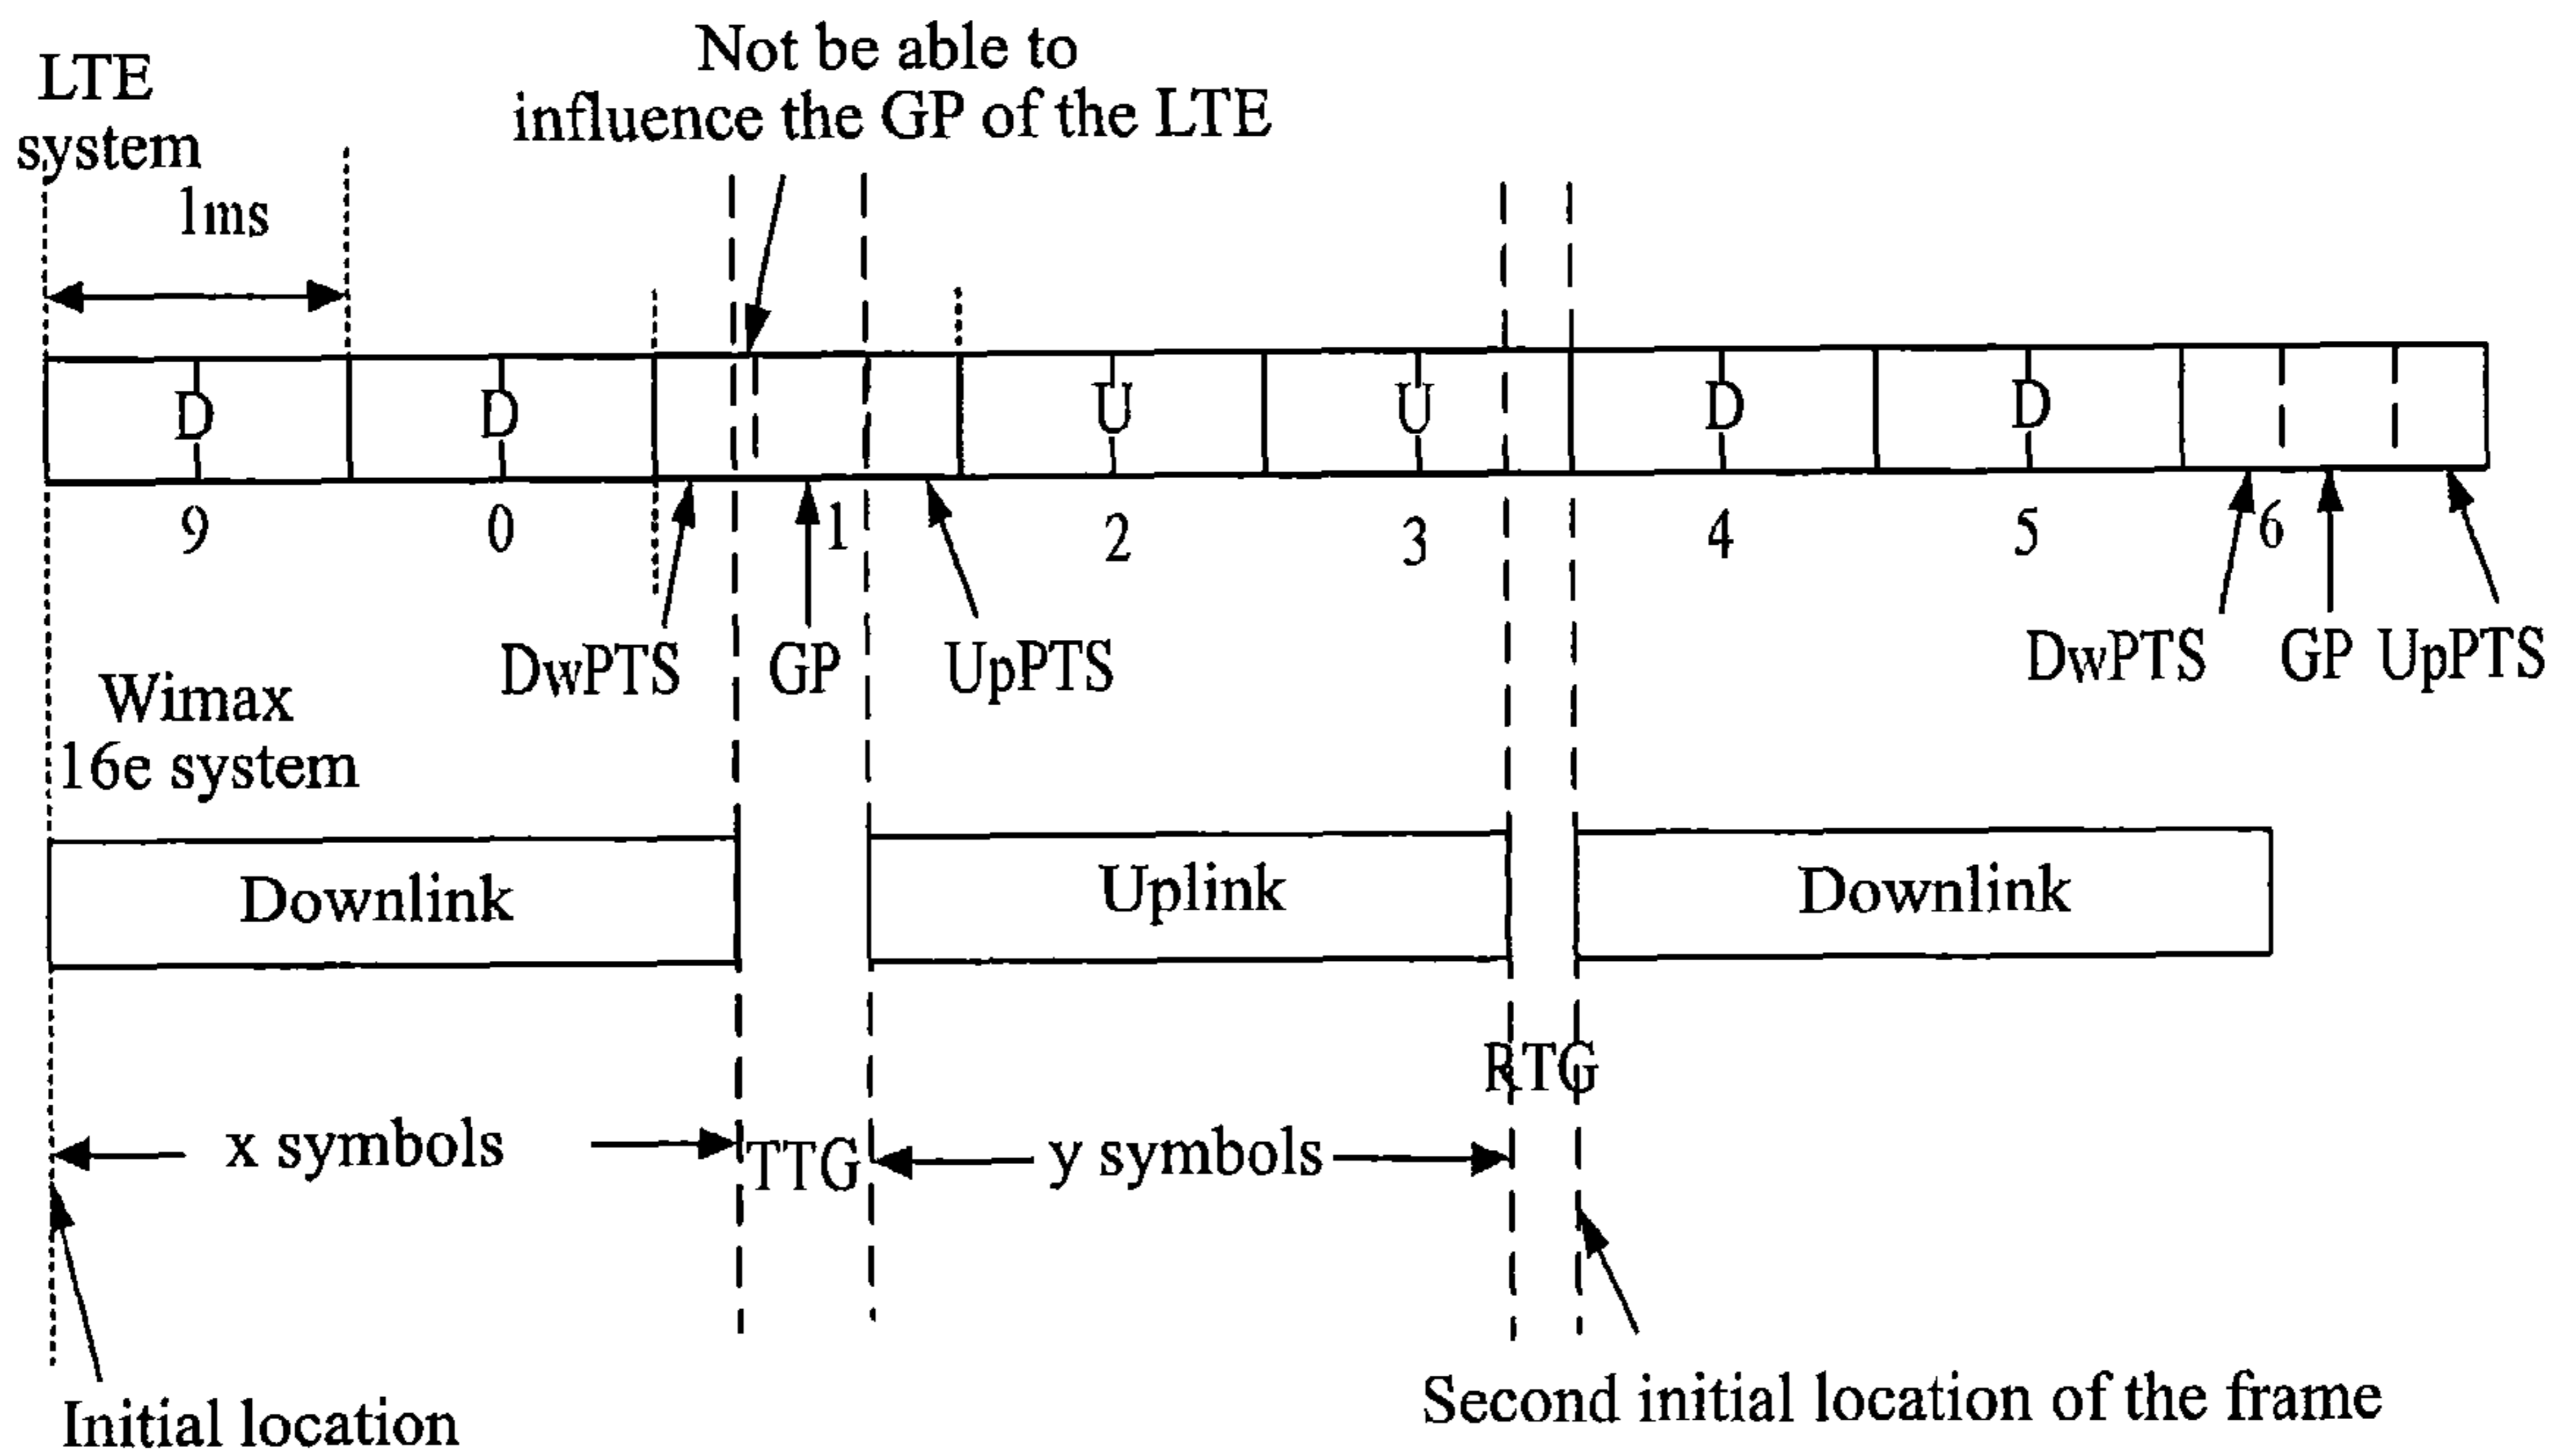 Not be able to
influence the GP of the LTE
LTE
system
1ms
D D U U D D
9 0 1 2 3 4 5 6
DwPTS GP UpPTS DwPTS GP UpPTS
Wimax
16e system
Downlink Uplink Downlink
RTG
x symbols TTG y symbols
Initial location
Second initial location of the frame